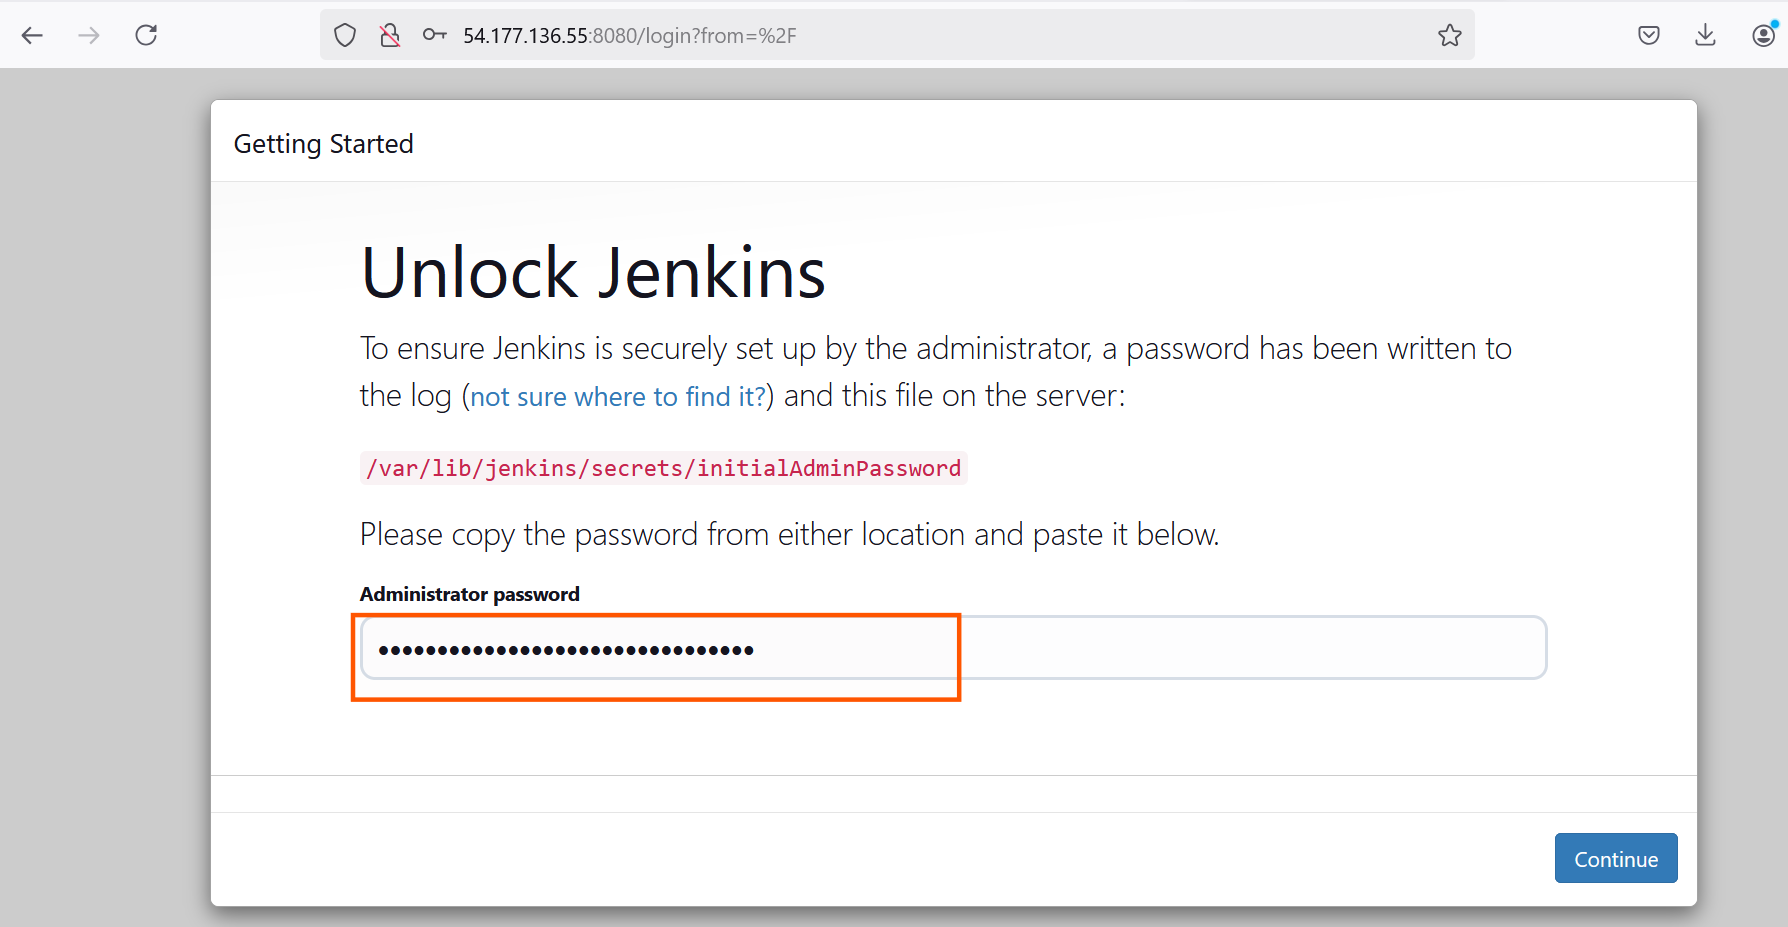 54.177.136.55:8080/login?from=%2F
Getting Started
Unlock Jenkins
To ensure Jenkins is securely set up by the administrator, a password has been written to
the log (not sure where to find it?) and this file on the server:
/var/lib/jenkins/secrets/initialAdminPassword
Please copy the password from either location and paste it below.
Administrator password
••••••••••••••••••••••••••••••••
Continue